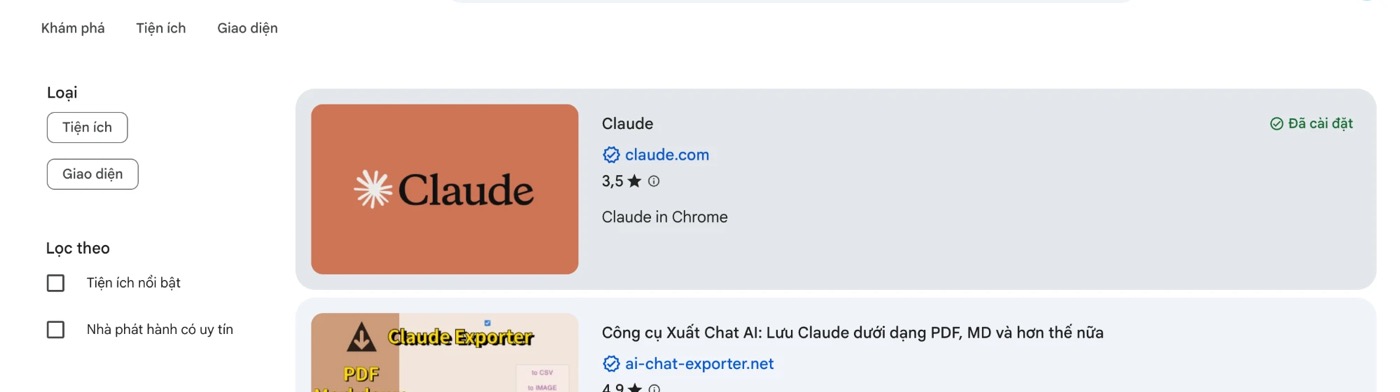 Khám phá
Tiện ích
Giao diện
Loại
Tiện ích
Giao diện
Lọc theo
Tiện ích nổi bật
Nhà phát hành có uy tín
Claude
Claude
Đã cài đặt
claude.com
3,5
Claude in Chrome
Claude Exporter
PDF
to CSV
to IMAGE
Công cụ Xuất Chat AI: Lưu Claude dưới dạng PDF, MD và hơn thế nữa
ai-chat-exporter.net
4,9